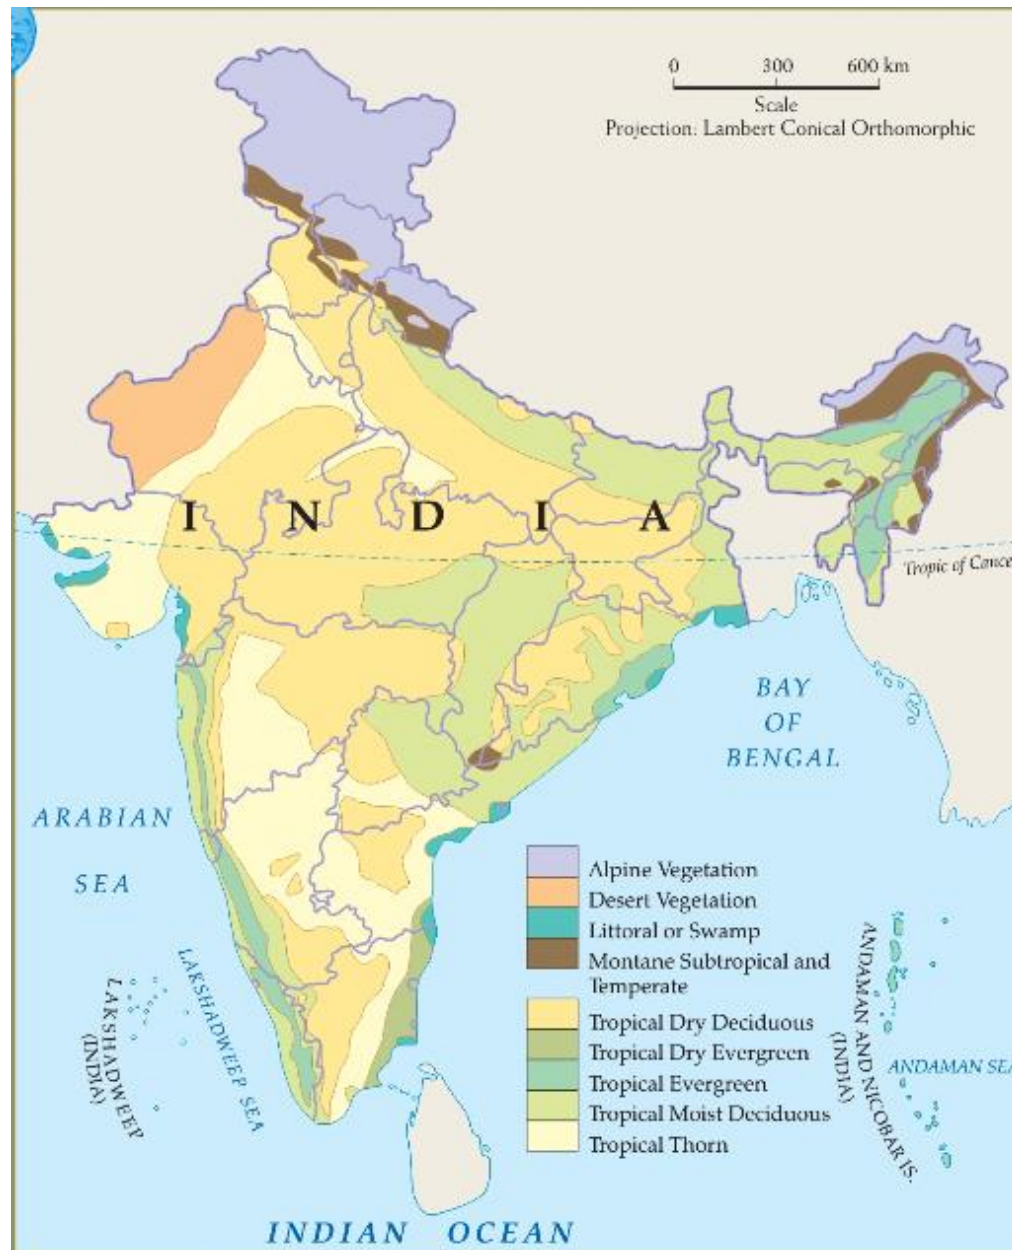 0 300 600 km
Scale
Projection: Lambert Conical Orthomorphic
I N D I A
Tropic of Cance
BAY
OF
BENGAL
ARABIAN
SEA
Alpine Vegetation
Desert Vegetation
Littoral or Swamp
Montane Subtropical and
Temperate
Tropical Dry Deciduous
Tropical Dry Evergreen
Tropical Evergreen
Tropical Moist Deciduous
Tropical Thorn
LAKSHADWEEP
(INDIA)
LAKSHADWEEP SEA
ANDAMAN AND NICOBAR IS.
(INDIA)
ANDAMAN SEA
INDIAN OCEAN